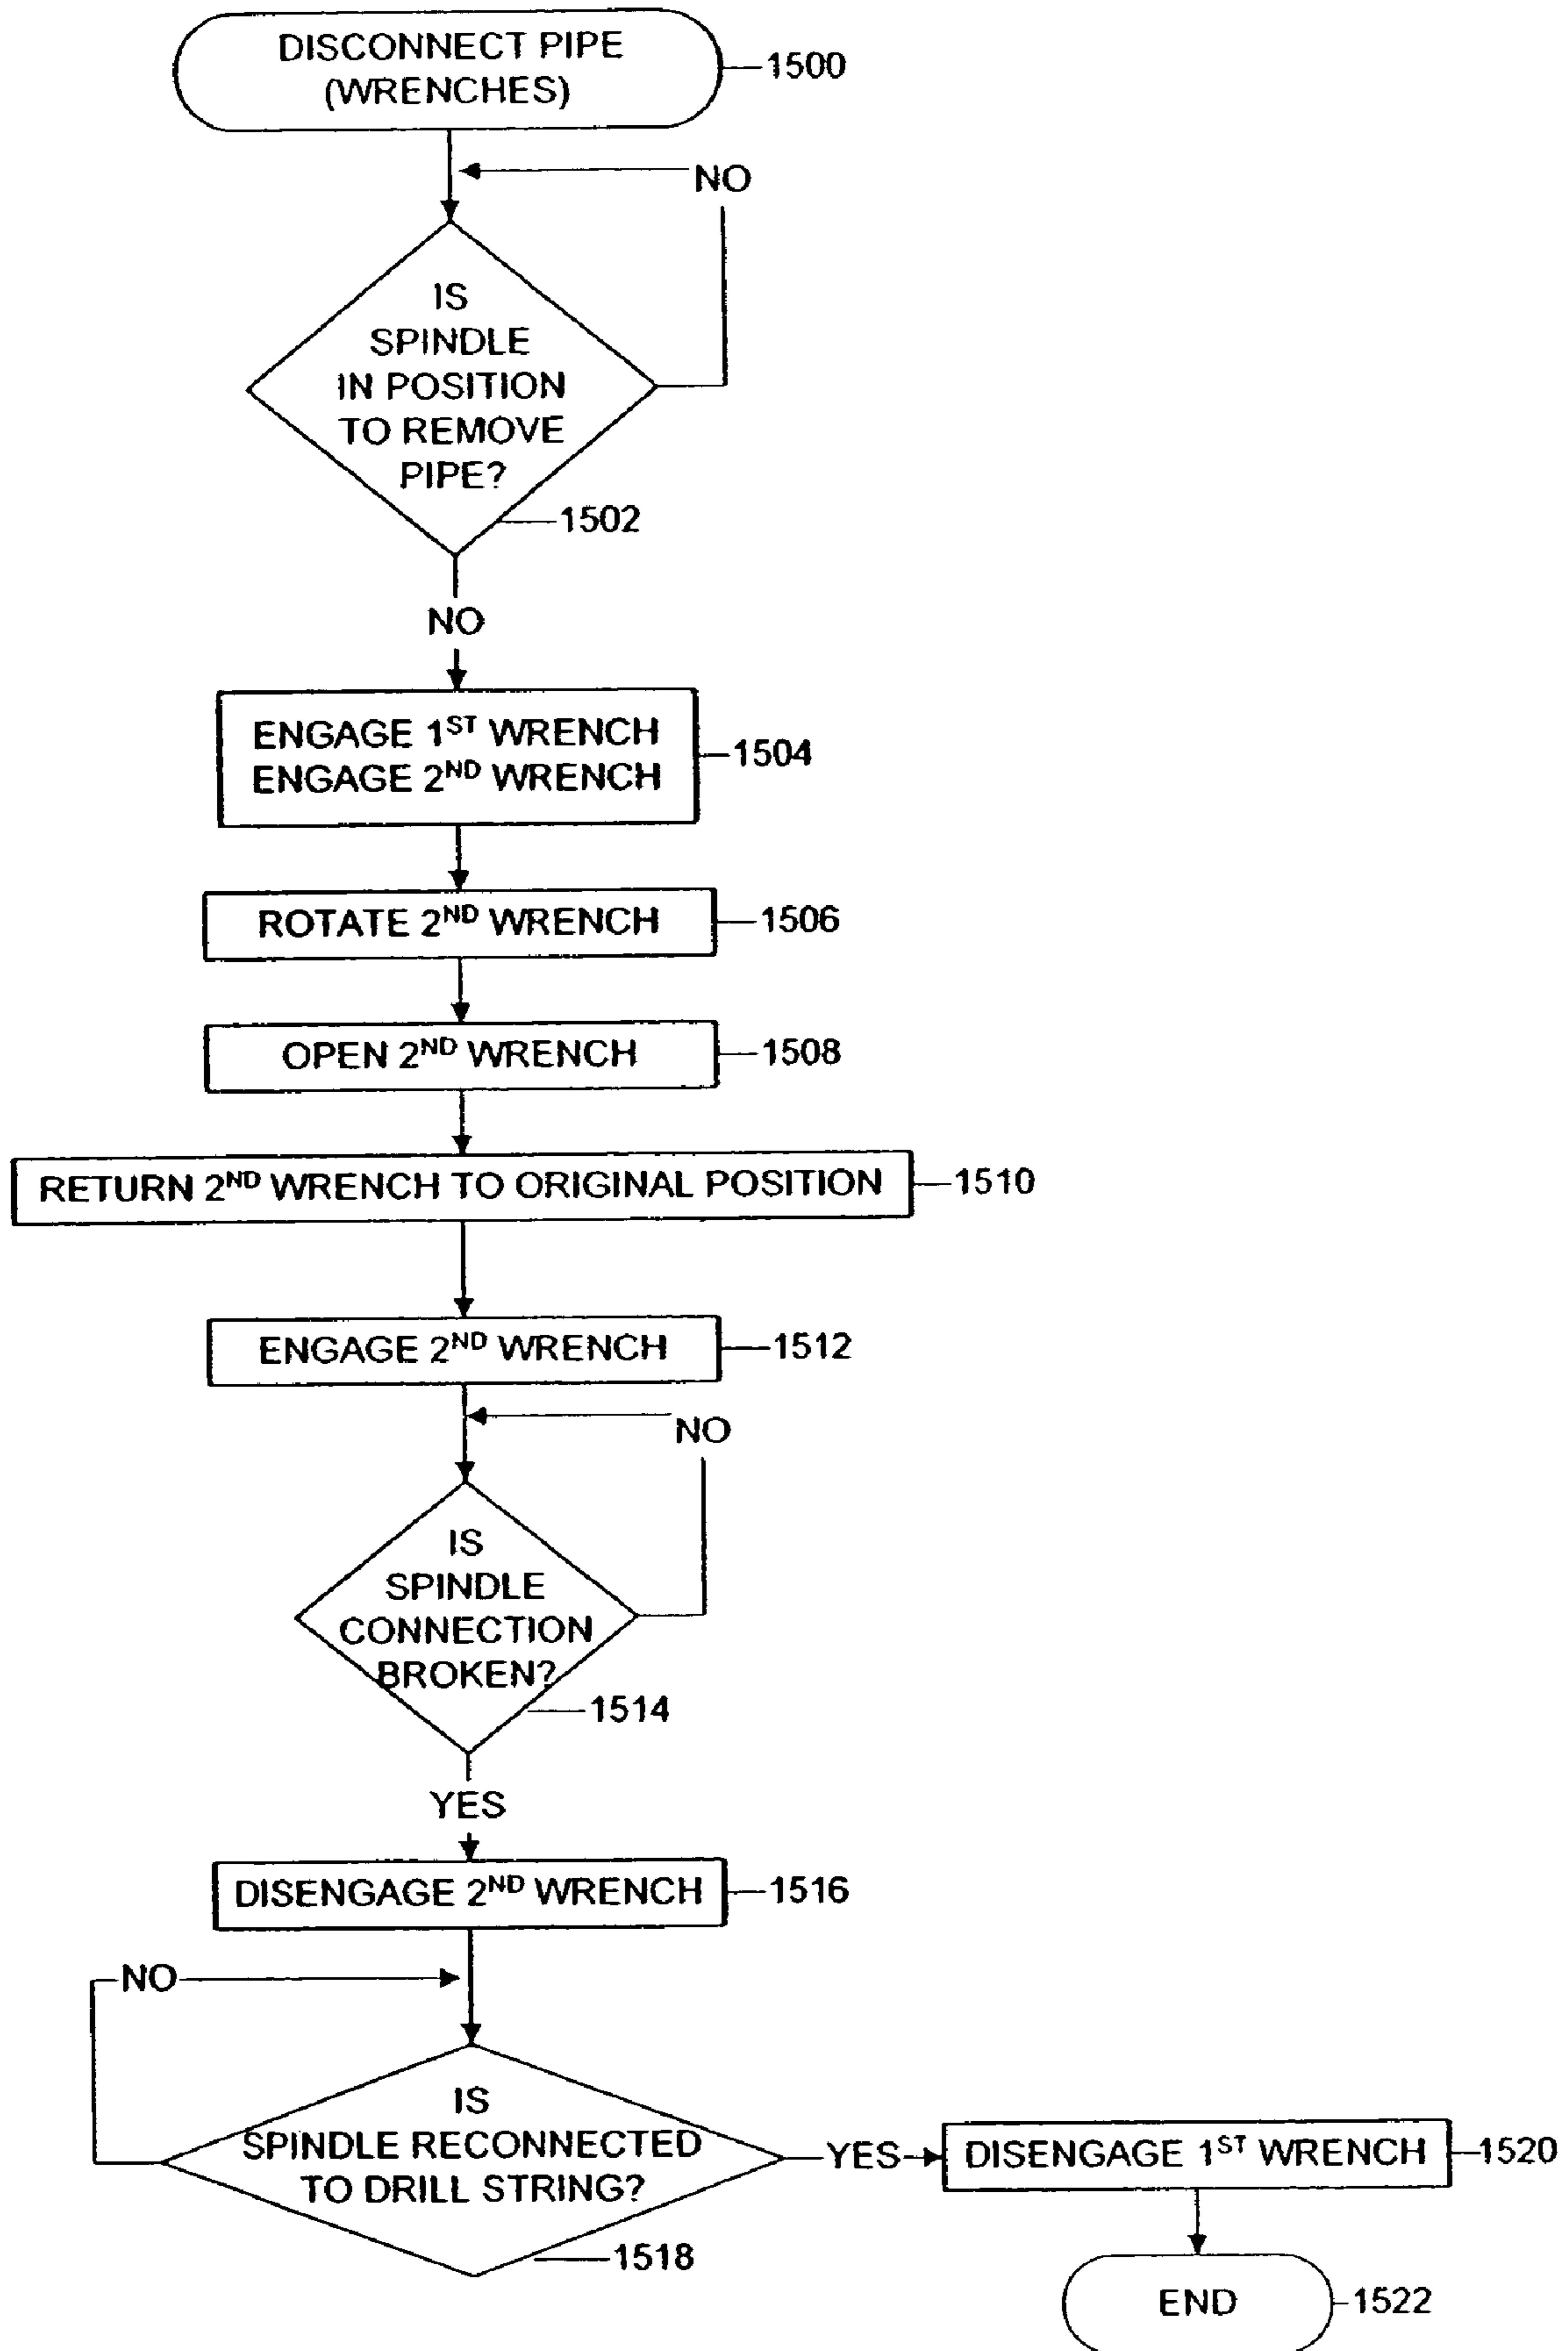 DISCONNECT PIPE
(WRENCHES)
1500
NO
IS
SPINDLE
IN POSITION
TO REMOVE
PIPE?
1502
NO
ENGAGE 1ST WRENCH
ENGAGE 2ND WRENCH
1504
ROTATE 2ND WRENCH
1506
OPEN 2ND WRENCH
1508
RETURN 2ND WRENCH TO ORIGINAL POSITION
1510
ENGAGE 2ND WRENCH
1512
NO
IS
SPINDLE
CONNECTION
BROKEN?
1514
YES
DISENGAGE 2ND WRENCH
1516
NO
IS
SPINDLE RECONNECTED
TO DRILL STRING?
1518
YES
DISENGAGE 1ST WRENCH
1520
END
1522